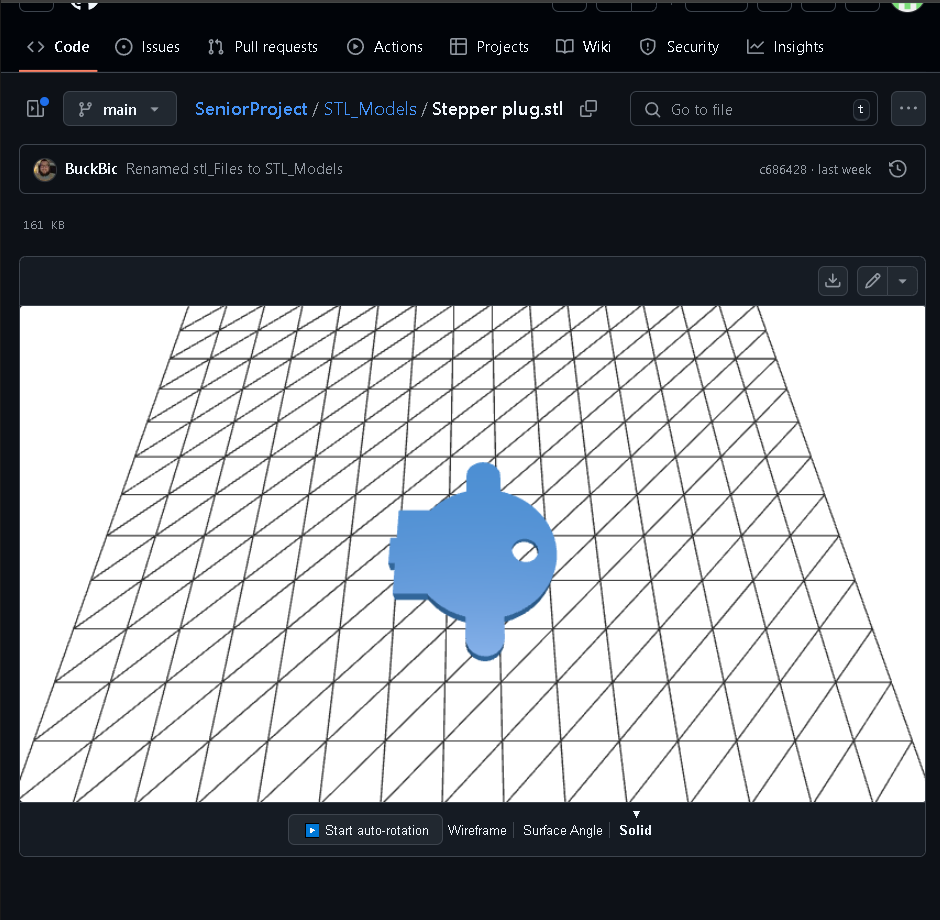 Code Issues Pull requests Actions Projects Wiki Security Insights
main SeniorProject / STL_Models / Stepper plug.stl Go to file t
BuckBic Renamed stl_Files to STL_Models c686428 · last week
161 KB
Start auto-rotation Wireframe Surface Angle Solid